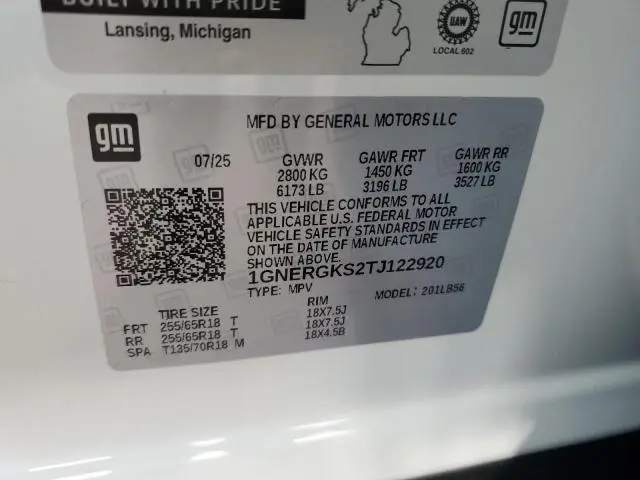 BUILT WITH PRIDE
Lansing, Michigan
UAW
LOCAL 602
gm
gm
MFD BY GENERAL MOTORS LLC
07/25 GVWR GAWR FRT GAWR RR
2800 KG 1450 KG 1600 KG
6173 LB 3196 LB 3527 LB
THIS VEHICLE CONFORMS TO ALL
APPLICABLE U.S. FEDERAL MOTOR
VEHICLE SAFETY STANDARDS IN EFFECT
ON THE DATE OF MANUFACTURE
SHOWN ABOVE.
1GNERGKS2TJ122920
TYPE: MPV MODEL: 201LB56
TIRE SIZE RIM
FRT 255/65R18 T 18X7.5J
RR 255/65R18 T 18X7.5J
SPA T135/70R18 M 18X4.5B